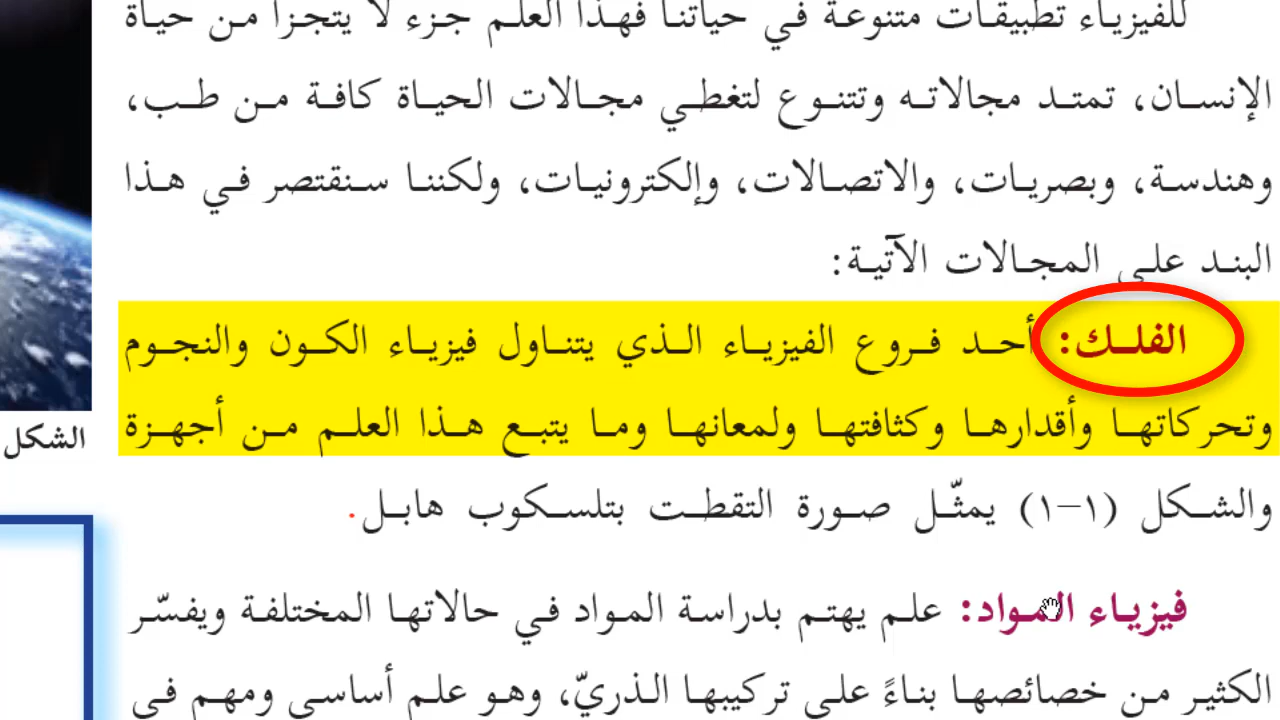 للفيزياء تطبيقات متنوعة في حياتنا فهذا العلم جزء لا يتجزأ من حياة
الإنسان، تمتد مجالاته وتتنوع لتغطي مجالات الحياة كافة من طب،
وهندسة، وبصريات، والاتصالات، وإلكترونيات، ولكننا سنقتصر في هذا
البند على المجالات الآتية:
الفلك: أحد فروع الفيزياء الذي يتناول فيزياء الكون والنجوم
وتحركاتها وأقدارها وكثافتها ولمعانها وما يتبع هذا العلم من أجهزة
والشكل (١-١) يمثّل صورة التقطت بتلسكوب هابل.
فيزياء المواد: علم يهتم بدراسة المواد في حالاتها المختلفة ويفسّر
الكثير من خصائصها بناءً على تركيبها الذريّ، وهو علم أساسي ومهم في
الشكل